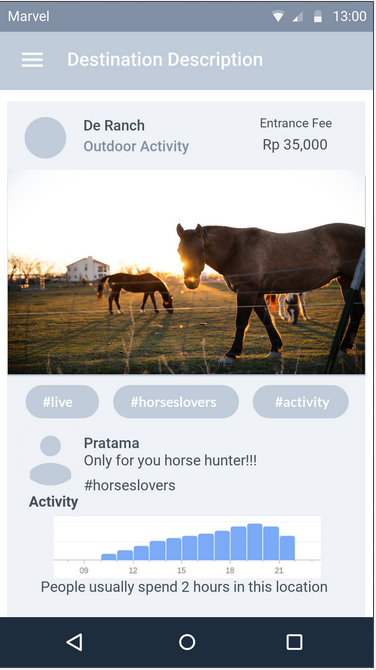 Marvel 13:00
Destination Description
De Ranch
Outdoor Activity
Entrance Fee
Rp 35,000
#live #horseslovers #activity
Pratama
Only for you horse hunter!!!
#horseslovers
Activity
09 12 15 18 21
People usually spend 2 hours in this location